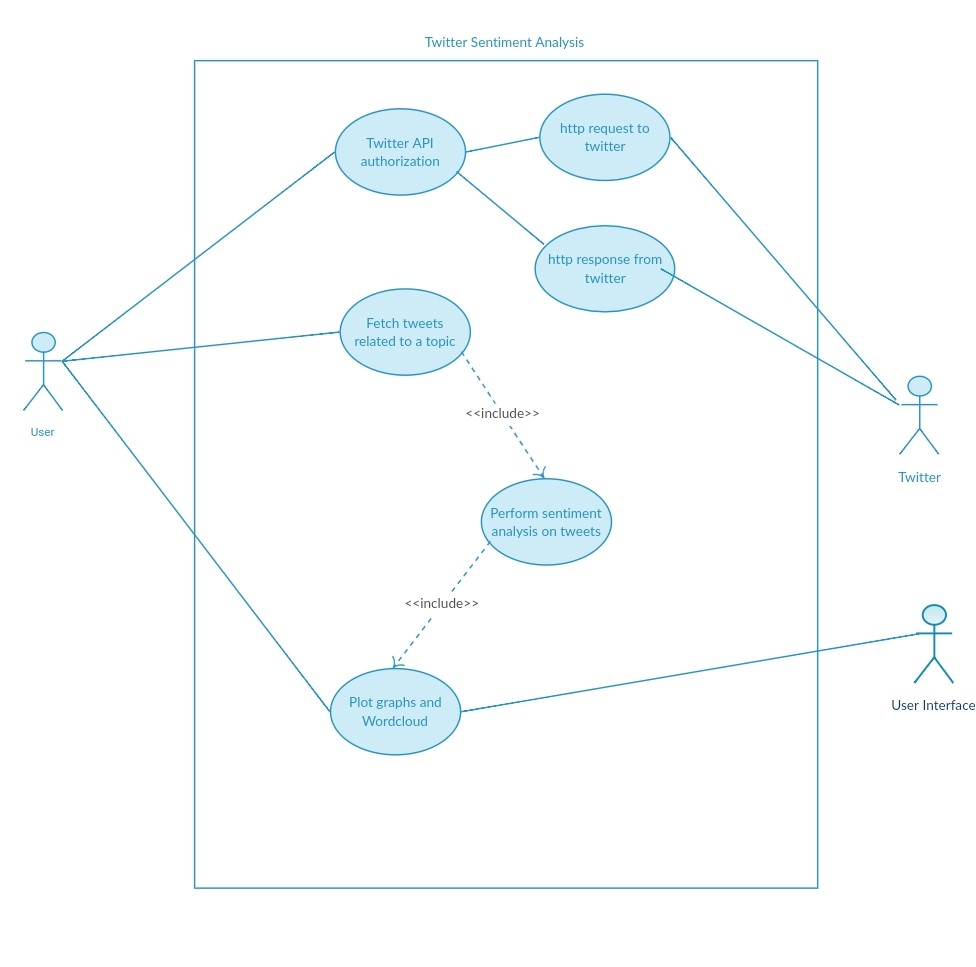 Twitter Sentiment Analysis
Twitter API
authorization
http request to
twitter
http response from
twitter
Fetch tweets
related to a topic
<<include>>
User
Twitter
Perform sentiment
analysis on tweets
<<include>>
User Interface
Plot graphs and
Wordcloud